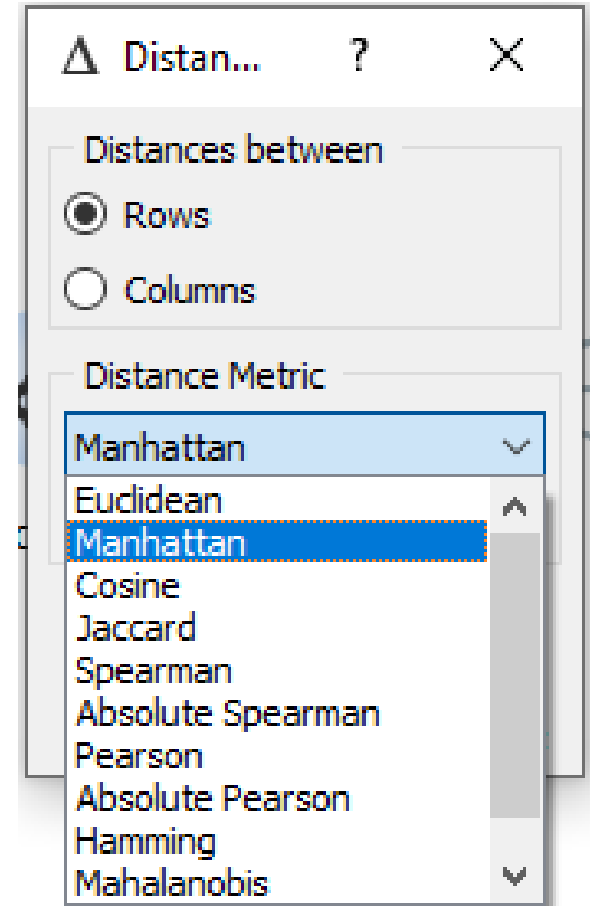 Distan... ?
Distances between
Rows
Columns
Distance Metric
Manhattan
Euclidean
Manhattan
Cosine
Jaccard
Spearman
Absolute Spearman
Pearson
Absolute Pearson
Hamming
Mahalanobis